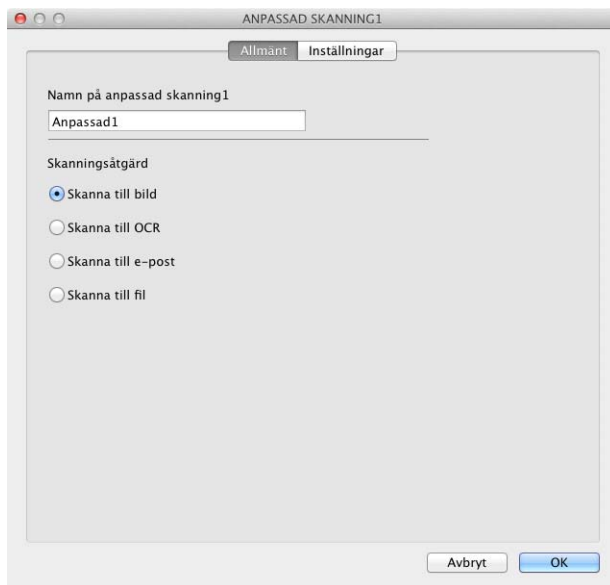 ANPASSAD SKANNING1
Allmänt Inställningar
Namn på anpassad skanning1
Anpassad1
Skanningsåtgärd
Skanna till bild
Skanna till OCR
Skanna till e-post
Skanna till fil
Avbryt OK